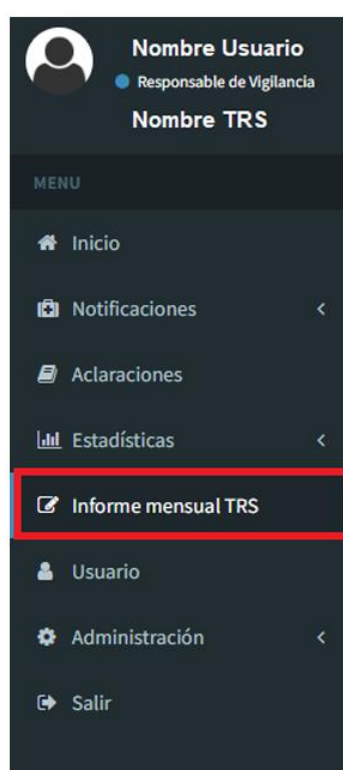 Nombre Usuario
Responsable de Vigilancia
Nombre TRS
MENU
Inicio
Notificaciones
Aclaraciones
Estadísticas
Informe mensual TRS
Usuario
Administración
Salir